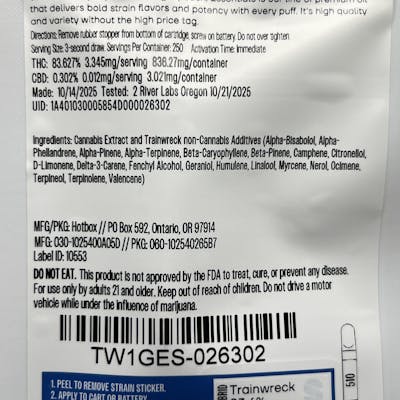 that delivers bold strain flavors and potency with every puff. It's high quality
and variety without the high price tag.
Directions: Remove rubber stopper from bottom of cartridge, screw on battery. Do not over tighten.
Serving Size: 3-second draw. Servings Per Container: 250 Activation Time: Immediate
THC: 83.627% 3.345mg/serving 836.27mg/container
CBD: 0.302% 0.012mg/serving 3.021mg/container
Made: 10/14/2025 Tested: 2 River Labs Oregon 10/21/2025
UID: 1A401030005854D000026302
Ingredients: Cannabis Extract and Trainwreck non-Cannabis Additives (Alpha-Bisabolol, Alpha-
Phellandrene, Alpha-Pinene, Alpha-Terpinene, Beta-Caryophyllene, Beta-Pinene, Camphene, Citronellol,
D-Limonene, Delta-3-Carene, Fenchyl Alcohol, Geraniol, Humulene, Linalool, Myrcene, Nerol, Ocimene,
Terpineol, Terpinolene, Valencene)
MFG/PKG: Hotbox // PO Box 592, Ontario, OR 97914
MFG: 030-1025400A05D // PKG: 060-102540265B7
Label ID: 10553
DO NOT EAT. This product is not approved by the FDA to treat, cure, or prevent any disease.
For use only by adults 21 and older. Keep out of reach of children. Do not drive a motor
vehicle while under the influence of marijuana.
TW1GES-026302
1. PEEL TO REMOVE STRAIN STICKER.
2. APPLY TO CART OR BATTERY.
Trainwreck
510